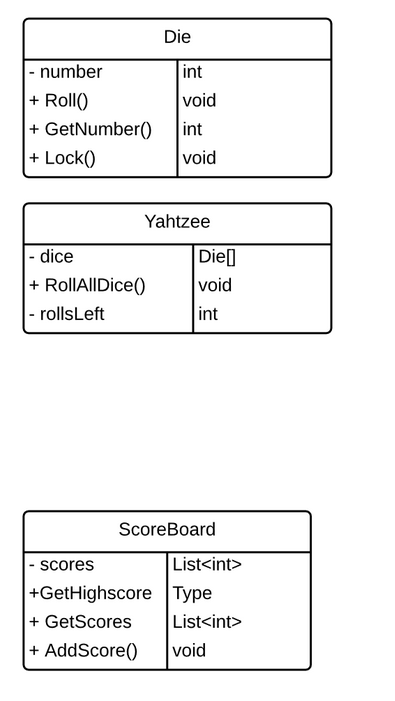 Die
- number int
+ Roll() void
+ GetNumber() int
+ Lock() void
Yahtzee
- dice Die[]
+ RollAllDice() void
- rollsLeft int
ScoreBoard
- scores List<int>
+GetHighscore Type
+ GetScores List<int>
+ AddScore() void